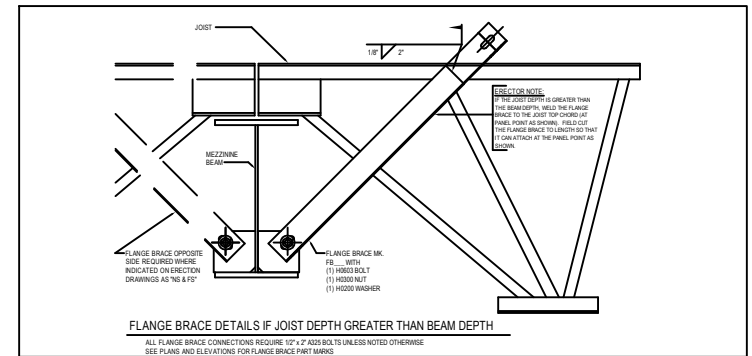 JOIST
1/8" 2"
ERECTOR NOTE:
IF THE JOIST DEPTH IS GREATER THAN
THE BEAM DEPTH, WELD THE FLANGE
BRACE TO THE JOIST TOP CHORD (AT
PANEL POINT AS SHOWN). FIELD CUT
THE FLANGE BRACE TO LENGTH SO THAT
IT CAN ATTACH AT THE PANEL POINT AS
SHOWN.
MEZZININE
BEAM
FLANGE BRACE OPPOSITE
SIDE REQUIRED WHERE
INDICATED ON ERECTION
DRAWINGS AS "NS & FS"
FLANGE BRACE MK.
FB___ WITH
(1) H0603 BOLT
(1) H0300 NUT
(1) H0200 WASHER
FLANGE BRACE DETAILS IF JOIST DEPTH GREATER THAN BEAM DEPTH
ALL FLANGE BRACE CONNECTIONS REQUIRE 1/2" x 2" A325 BOLTS UNLESS NOTED OTHERWISE
SEE PLANS AND ELEVATIONS FOR FLANGE BRACE PART MARKS